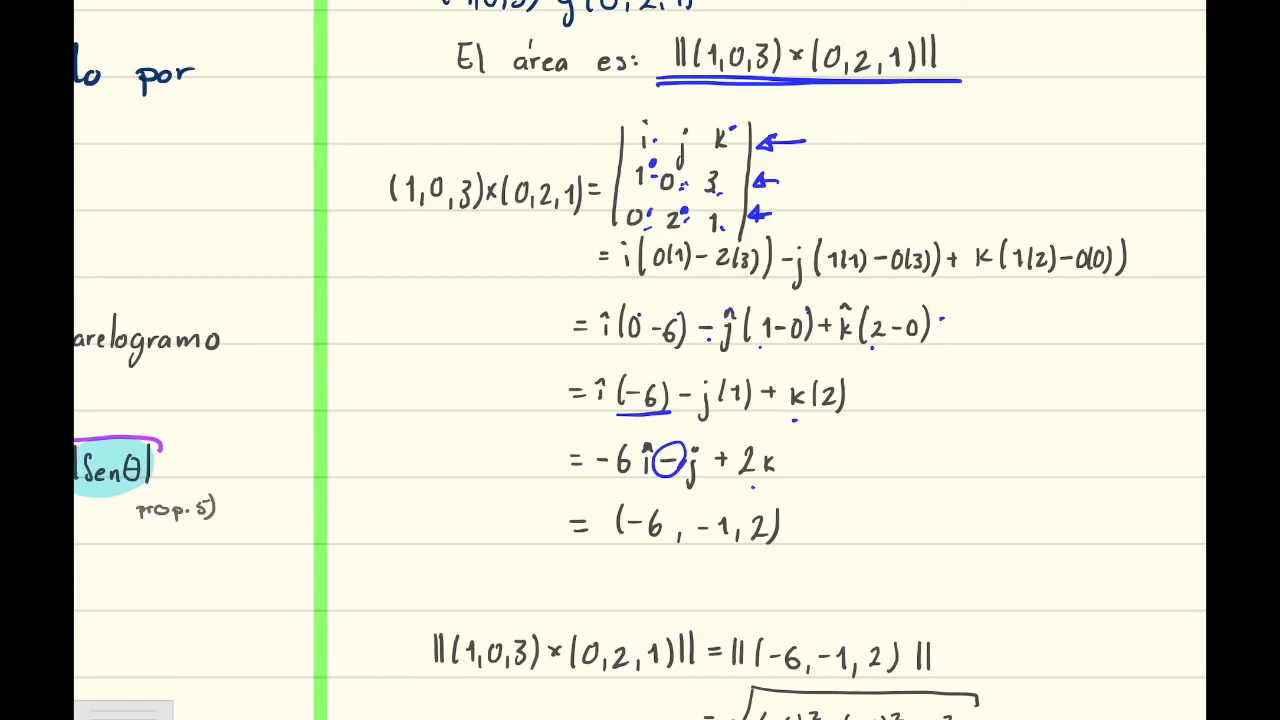 lo por
arelogramo
|Senθ|
prop. 5)
y (0, 2, 1)
El área es: ||(1,0,3)×(0,2,1)||
i j k
(1,0,3)×(0,2,1)= 1 0 3
0 2 1
= i(0(1)-2(3)) -j(1(1)-0(3))+ k(1(2)-0(0))
= î(0-6) -ĵ(1-0)+k̂(2-0)
= î(-6) -j(1) + k(2)
= -6î-j + 2k
= (-6, -1, 2)
||(1,0,3)×(0,2,1)|| = ||(-6,-1,2)||